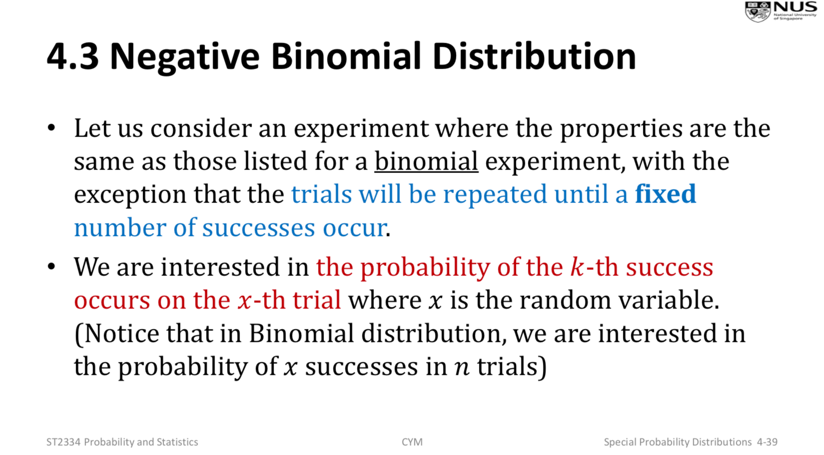 NUS
National University
of Singapore
4.3 Negative Binomial Distribution
• Let us consider an experiment where the properties are the
same as those listed for a binomial experiment, with the
exception that the trials will be repeated until a fixed
number of successes occur.
• We are interested in the probability of the 𝑘-th success
occurs on the 𝑥-th trial where 𝑥 is the random variable.
(Notice that in Binomial distribution, we are interested in
the probability of 𝑥 successes in 𝑛 trials)
ST2334 Probability and Statistics CYM Special Probability Distributions 4-39